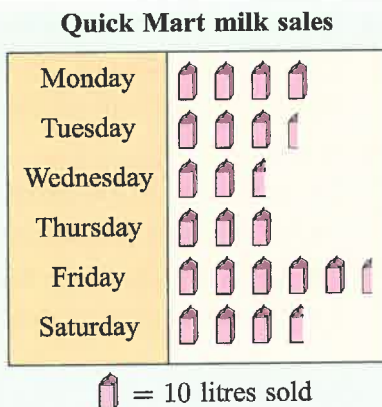 Quick Mart milk sales
Monday
Tuesday
Wednesday
Thursday
Friday
Saturday
= 10 litres sold